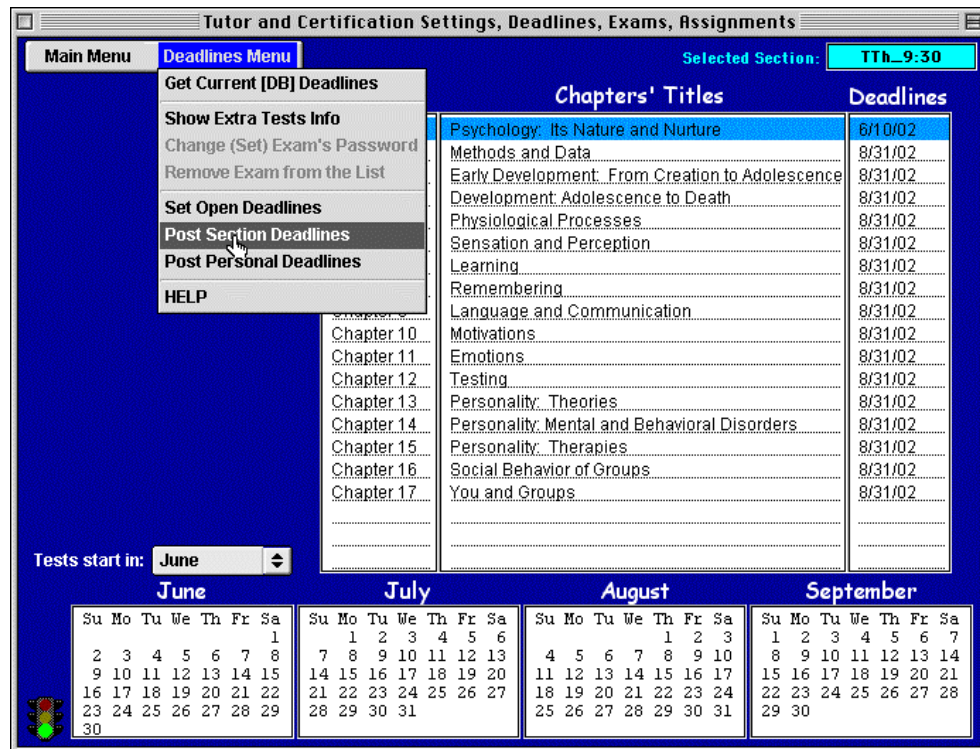 Tutor and Certification Settings, Deadlines, Exams, Assignments
Main Menu Deadlines Menu Selected Section: TTh_9:30
Get Current [DB] Deadlines
Show Extra Tests Info
Change (Set) Exam's Password
Remove Exam from the List
Set Open Deadlines
Post Section Deadlines
Post Personal Deadlines
HELP
Chapters' Titles Deadlines
Psychology: Its Nature and Nurture 6/10/02
Methods and Data 8/31/02
Early Development: From Creation to Adolescence 8/31/02
Development: Adolescence to Death 8/31/02
Physiological Processes 8/31/02
Sensation and Perception 8/31/02
Learning 8/31/02
Remembering 8/31/02
Language and Communication 8/31/02
Chapter 10 Motivations 8/31/02
Chapter 11 Emotions 8/31/02
Chapter 12 Testing 8/31/02
Chapter 13 Personality: Theories 8/31/02
Chapter 14 Personality: Mental and Behavioral Disorders 8/31/02
Chapter 15 Personality: Therapies 8/31/02
Chapter 16 Social Behavior of Groups 8/31/02
Chapter 17 You and Groups 8/31/02
Tests start in: June
June
Su Mo Tu We Th Fr Sa
1
2 3 4 5 6 7 8
9 10 11 12 13 14 15
16 17 18 19 20 21 22
23 24 25 26 27 28 29
30
July
Su Mo Tu We Th Fr Sa
1 2 3 4 5 6
7 8 9 10 11 12 13
14 15 16 17 18 19 20
21 22 23 24 25 26 27
28 29 30 31
August
Su Mo Tu We Th Fr Sa
1 2 3
4 5 6 7 8 9 10
11 12 13 14 15 16 17
18 19 20 21 22 23 24
25 26 27 28 29 30 31
September
Su Mo Tu We Th Fr Sa
1 2 3 4 5 6 7
8 9 10 11 12 13 14
15 16 17 18 19 20 21
22 23 24 25 26 27 28
29 30